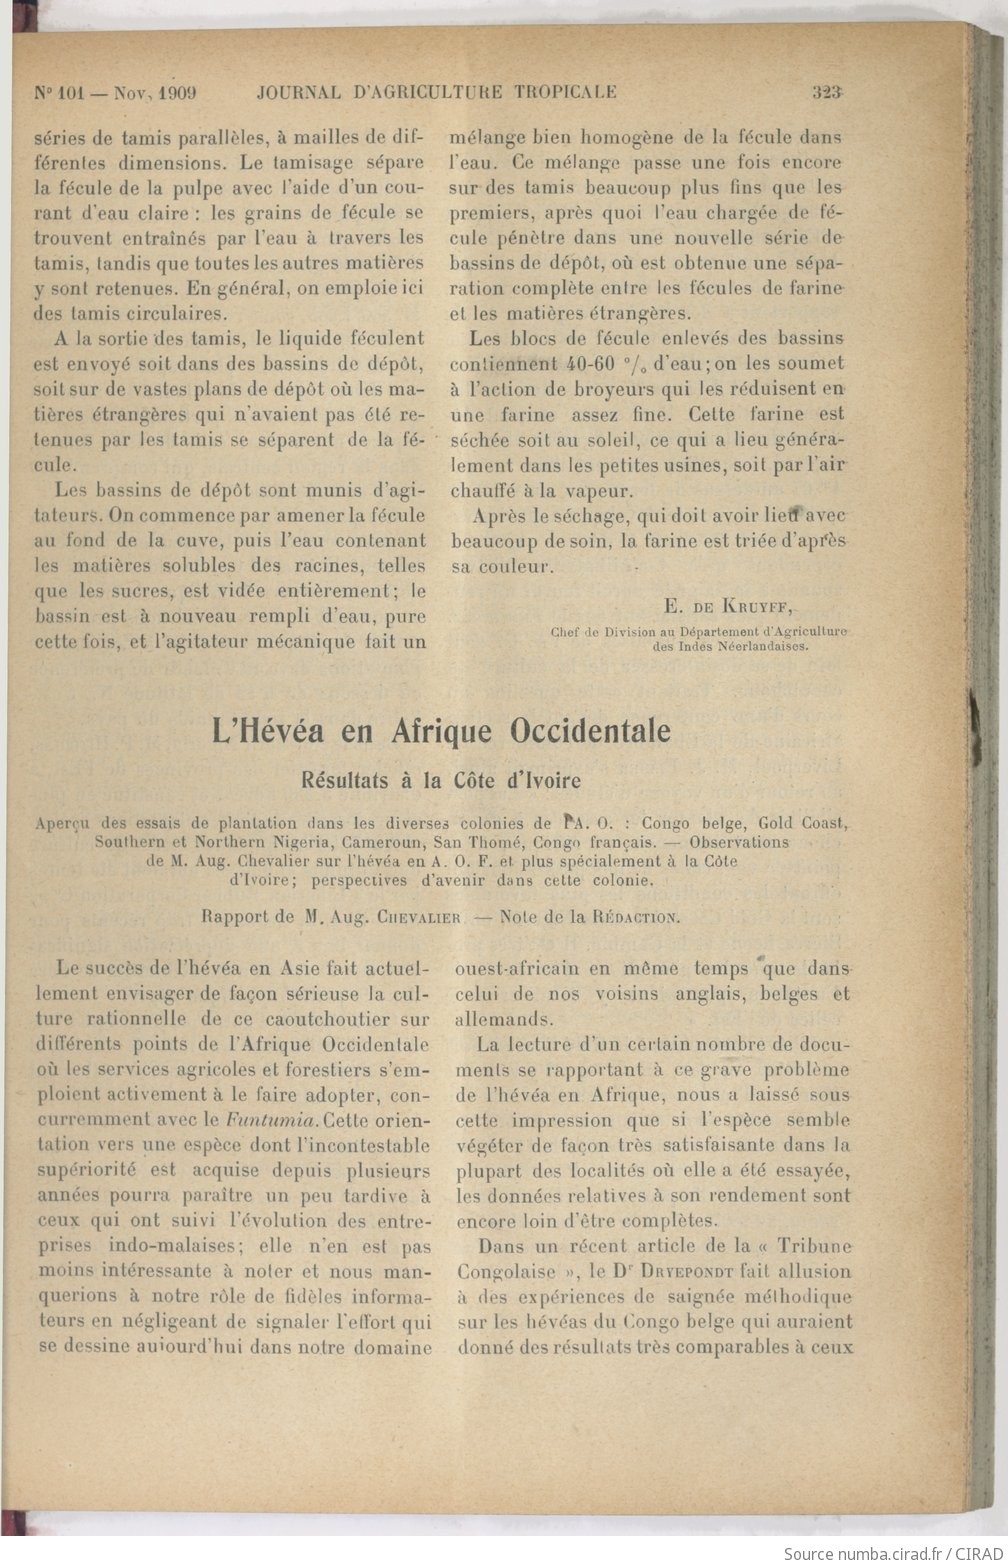 Nº 101 — Nov. 1909 JOURNAL D'AGRICULTURE TROPICALE 323
séries de tamis parallèles, à mailles de dif-
férentes dimensions. Le tamisage sépare
la fécule de la pulpe avec l'aide d'un cou-
rant d'eau claire : les grains de fécule se
trouvent entraînés par l'eau à travers les
tamis, tandis que toutes les autres matières
y sont retenues. En général, on emploie ici
des tamis circulaires.
A la sortie des tamis, le liquide féculent
est envoyé soit dans des bassins de dépôt,
soit sur de vastes plans de dépôt où les ma-
tières étrangères qui n'avaient pas été re-
tenues par les tamis se séparent de la fé-
cule.
Les bassins de dépôt sont munis d'agi-
tateurs. On commence par amener la fécule
au fond de la cuve, puis l'eau contenant
les matières solubles des racines, telles
que les sucres, est vidée entièrement; le
bassin est à nouveau rempli d'eau, pure
cette fois, et l'agitateur mécanique fait un
mélange bien homogène de la fécule dans
l'eau. Ce mélange passe une fois encore
sur des tamis beaucoup plus fins que les
premiers, après quoi l'eau chargée de fé-
cule pénètre dans une nouvelle série de
bassins de dépôt, où est obtenue une sépa-
ration complète entre les fécules de farine
et les matières étrangères.
Les blocs de fécule enlevés des bassins
contiennent 40-60 % d'eau; on les soumet
à l'action de broyeurs qui les réduisent en
une farine assez fine. Cette farine est
séchée soit au soleil, ce qui a lieu généra-
lement dans les petites usines, soit par l'air
chauffé à la vapeur.
Après le séchage, qui doit avoir lieu avec
beaucoup de soin, la farine est triée d'après
sa couleur.
E. DE KRUYFF,
Chef de Division au Département d'Agriculture
des Indes Néerlandaises.
L'Hévéa en Afrique Occidentale
Résultats à la Côte d'Ivoire
Aperçu des essais de plantation dans les diverses colonies de l'A. O. : Congo belge, Gold Coast,
Southern et Northern Nigeria, Cameroun, San Thomé, Congo français. — Observations
de M. Aug. Chevalier sur l'hévéa en A. O. F. et plus spécialement à la Côte
d'Ivoire; perspectives d'avenir dans cette colonie.
Rapport de M. Aug. CHEVALIER — Note de la RÉDACTION.
Le succès de l'hévéa en Asie fait actuel-
lement envisager de façon sérieuse la cul-
ture rationnelle de ce caoutchoutier sur
différents points de l'Afrique Occidentale
où les services agricoles et forestiers s'em-
ploient activement à le faire adopter, con-
curremment avec le Funtumia. Cette orien-
tation vers une espèce dont l'incontestable
supériorité est acquise depuis plusieurs
années pourra paraître un peu tardive à
ceux qui ont suivi l'évolution des entre-
prises indo-malaises; elle n'en est pas
moins intéressante à noter et nous man-
querions à notre rôle de fidèles informa-
teurs en négligeant de signaler l'effort qui
se dessine aujourd'hui dans notre domaine
ouest-africain en même temps que dans
celui de nos voisins anglais, belges et
allemands.
La lecture d'un certain nombre de docu-
ments se rapportant à ce grave problème
de l'hévéa en Afrique, nous a laissé sous
cette impression que si l'espèce semble
végéter de façon très satisfaisante dans la
plupart des localités où elle a été essayée,
les données relatives à son rendement sont
encore loin d'être complètes.
Dans un récent article de la « Tribune
Congolaise », le Dr DRYEPONDT fait allusion
à des expériences de saignée méthodique
sur les hévéas du Congo belge qui auraient
donné des résultats très comparables à ceux
Source numba.cirad.fr / CIRAD